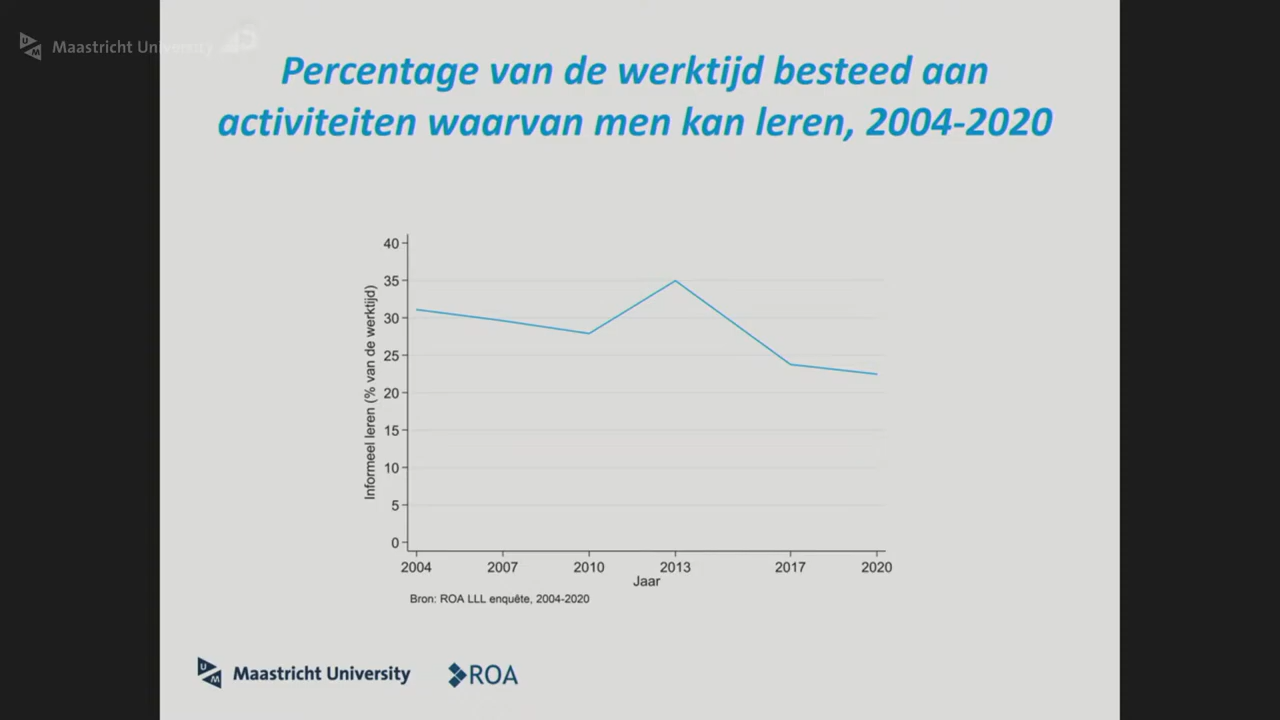 Maastricht University
Percentage van de werktijd besteed aan
activiteiten waarvan men kan leren, 2004-2020
Informeel leren (% van de werktijd)
40
35
30
25
20
15
10
5
0
2004 2007 2010 2013 2017 2020
Jaar
Bron: ROA LLL enquête, 2004-2020
UM Maastricht University ROA